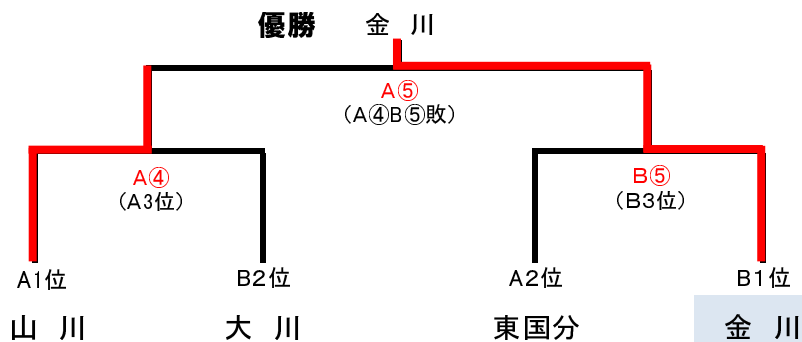 優勝 金 川
A⑤
(A④B⑤敗)
A④ B⑤
(A3位) (B3位)
A1位 B2位 A2位 B1位
山 川 大 川 東国分 金 川